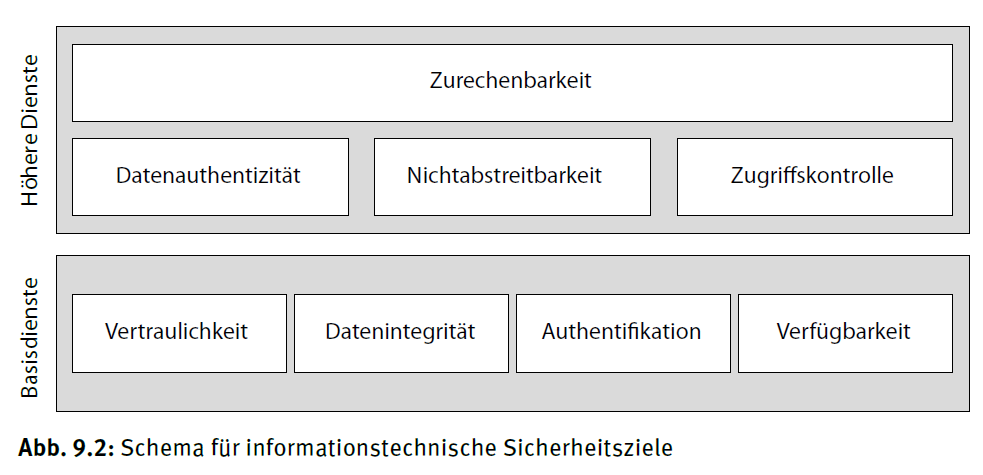 Höhere Dienste
Zurechenbarkeit
Datenauthentizität
Nichtabstreitbarkeit
Zugriffskontrolle
Basisdienste
Vertraulichkeit
Datenintegrität
Authentifikation
Verfügbarkeit
Abb. 9.2: Schema für informationstechnische Sicherheitsziele